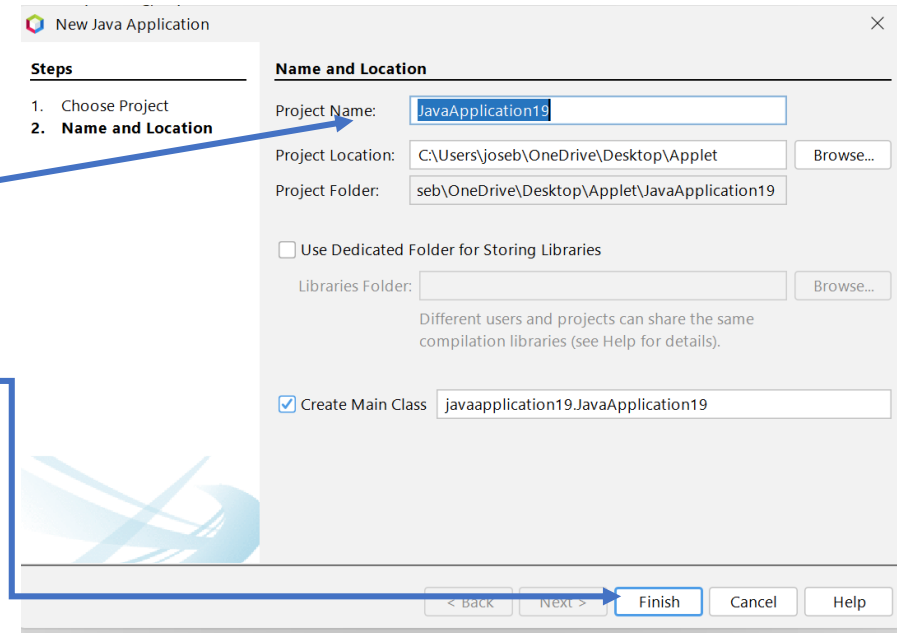 New Java Application
Steps
1. Choose Project
2. Name and Location
Name and Location
Project Name: JavaApplication19
Project Location: C:\Users\joseb\OneDrive\Desktop\Applet Browse...
Project Folder: seb\OneDrive\Desktop\Applet\JavaApplication19
Use Dedicated Folder for Storing Libraries
Libraries Folder: Browse...
Different users and projects can share the same
compilation libraries (see Help for details).
Create Main Class javaapplication19.JavaApplication19
< Back Next > Finish Cancel Help